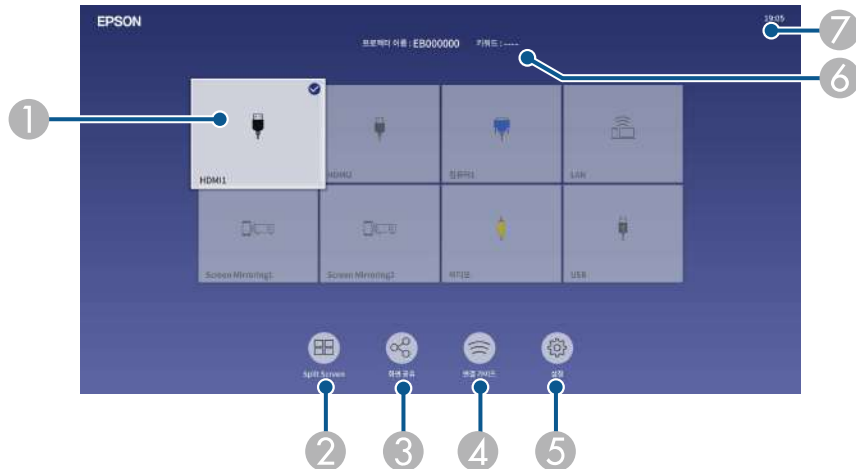 EPSON
19:05
프로젝터 이름 : EB000000 키워드 : ----
HDMI1
HDMI2
컴퓨터1
LAN
Screen Mirroring1
Screen Mirroring2
비디오
USB
Split Screen
화면 공유
연결 가이드
설정
1
2
3
4
5
6
7